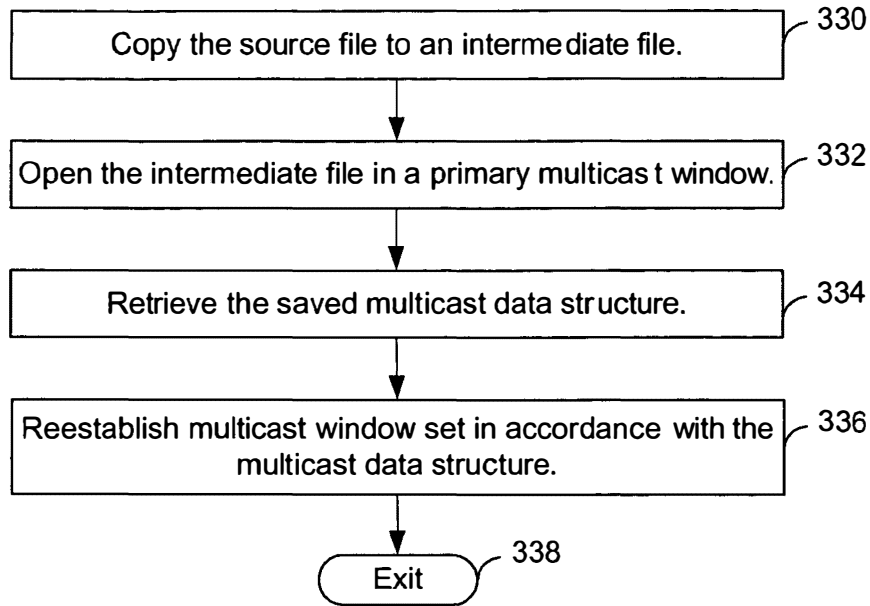 Copy the source file to an intermediate file.
330
Open the intermediate file in a primary multicast window.
332
Retrieve the saved multicast data structure.
334
Reestablish multicast window set in accordance with the
multicast data structure.
336
Exit
338